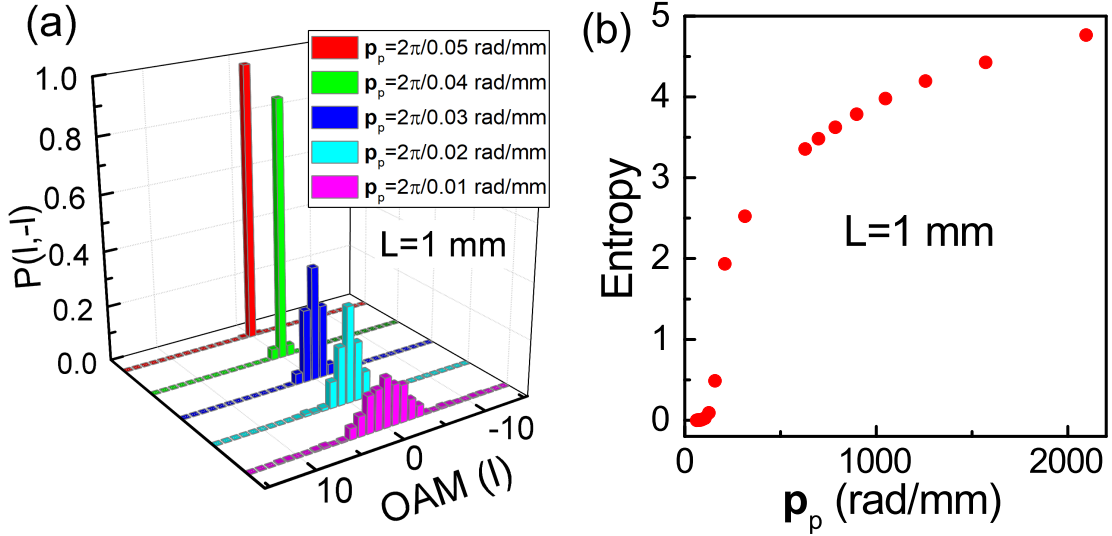 (a)
p_p=2π/0.05 rad/mm
p_p=2π/0.04 rad/mm
p_p=2π/0.03 rad/mm
p_p=2π/0.02 rad/mm
p_p=2π/0.01 rad/mm
L=1 mm
P(l,-l)
1.0
0.8
0.6
0.4
0.2
0.0
10
0
-10
OAM (l)
(b)
Entropy
5
4
3
2
1
0
L=1 mm
0
1000
2000
p_p (rad/mm)